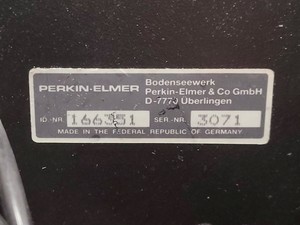 PERKIN-ELMER
Bodenseewerk
Perkin-Elmer & Co GmbH
D-7770 Überlingen
ID-NR. 166351 SER-NR. 3071
MADE IN THE FEDERAL REPUBLIC OF GERMANY